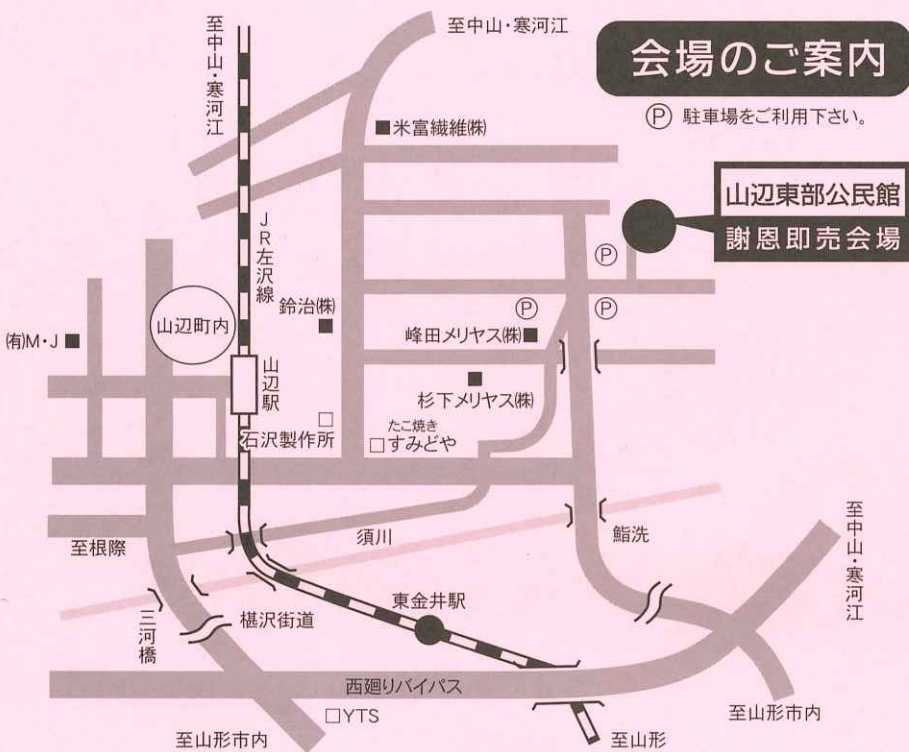 会場のご案内
Ⓟ 駐車場をご利用下さい。
至中山・寒河江
至中山・寒河江
米富繊維㈱
山辺東部公民館
謝恩即売会場
JR左沢線
Ⓟ
Ⓟ
Ⓟ
鈴治㈱
山辺町内
峰田メリヤス㈱
㈲M・J
山辺駅
杉下メリヤス㈱
石沢製作所
たこ焼き
すみどや
至根際
須川
鮨洗
至中山・寒河江
三河橋
椹沢街道
東金井駅
西廻りバイパス
YTS
至山形市内
至山形
至山形市内